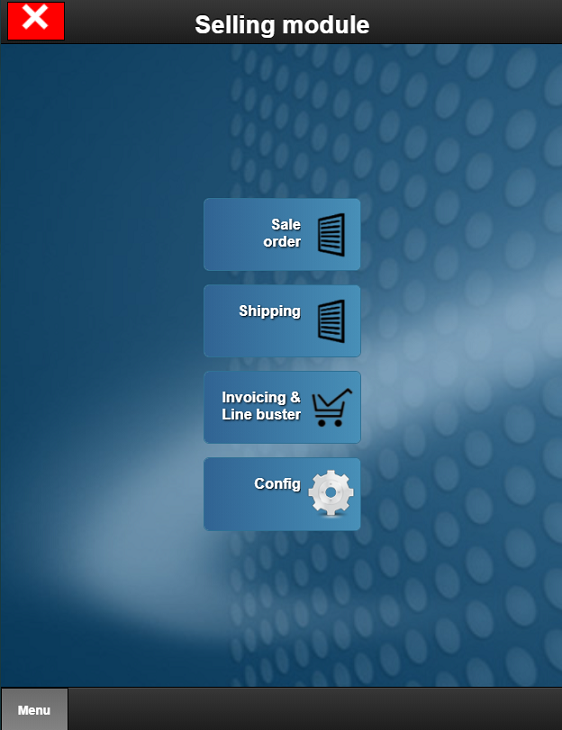 Selling module
Sale
order
Shipping
Invoicing &
Line buster
Config
Menu